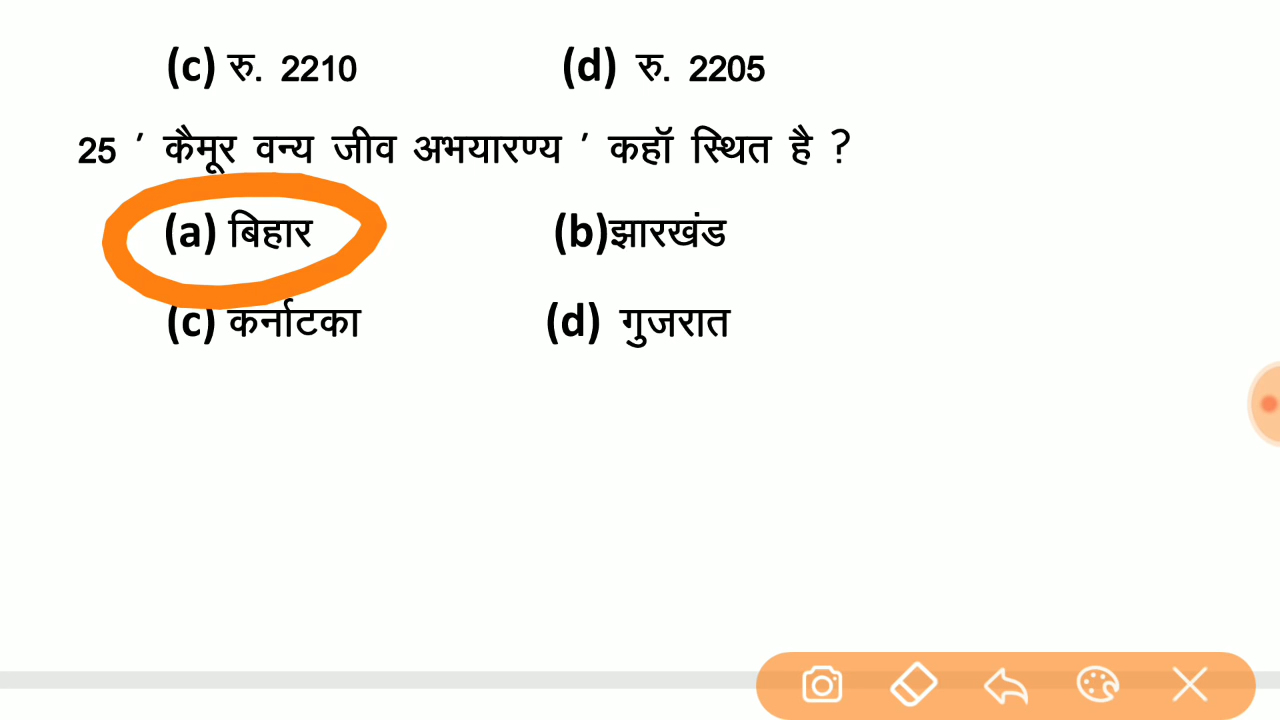 (c) रु. 2210 (d) रु. 2205
25 ’ कैमूर वन्य जीव अभयारण्य ’ कहॉ स्थित है ?
(a) बिहार (b)झारखंड
(c) कर्नाटका (d) गुजरात